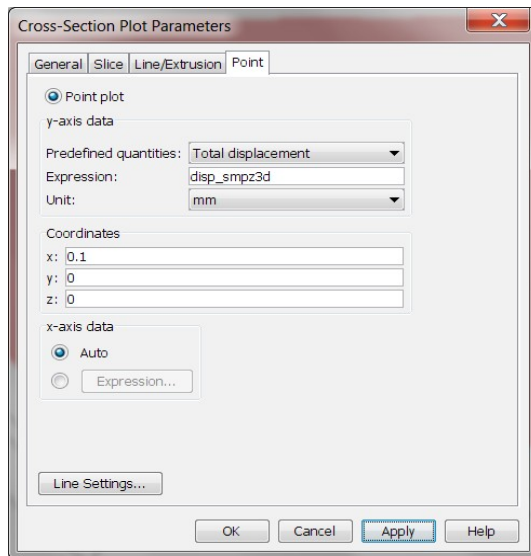 Cross-Section Plot Parameters
General Slice Line/Extrusion Point
Point plot
y-axis data
Predefined quantities: Total displacement
Expression: disp_smpz3d
Unit: mm
Coordinates
x: 0.1
y: 0
z: 0
x-axis data
Auto
Expression...
Line Settings...
OK Cancel Apply Help